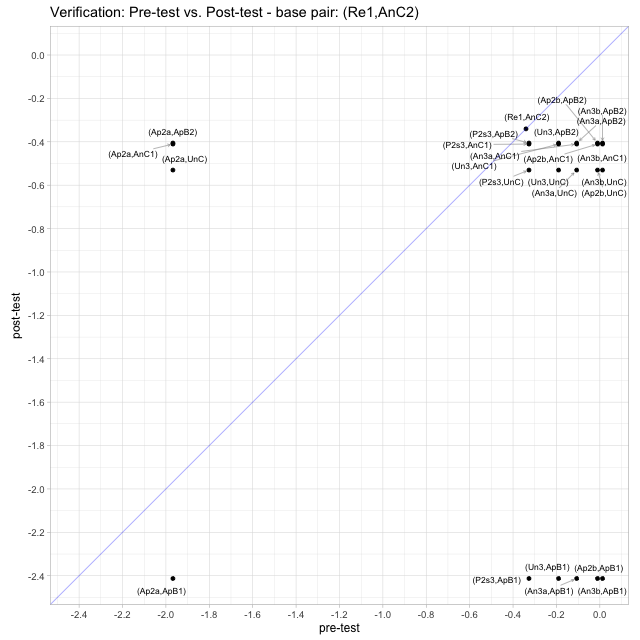 Verification: Pre-test vs. Post-test - base pair: (Re1,AnC2)
0.0
-0.2
(Ap2b,ApB2)
(An3b,ApB2)
(Re1,AnC2)
(An3a,ApB2)
(Ap2a,ApB2)
(P2s3,ApB2)
(Un3,ApB2)
-0.4
(P2s3,AnC1)
(Ap2a,AnC1)
(An3a,AnC1)
(Ap2a,UnC)
(Ap2b,AnC1)
(An3b,AnC1)
(Un3,AnC1)
-0.6
(P2s3,UnC)
(Un3,UnC)
(An3b,UnC)
(An3a,UnC)
(Ap2b,UnC)
-0.8
-1.0
-1.2
post-test
-1.4
-1.6
-1.8
-2.0
-2.2
-2.4
(Un3,ApB1)
(Ap2b,ApB1)
(P2s3,ApB1)
(Ap2a,ApB1)
(An3a,ApB1)
(An3b,ApB1)
-2.4 -2.2 -2.0 -1.8 -1.6 -1.4 -1.2 -1.0 -0.8 -0.6 -0.4 -0.2 0.0
pre-test